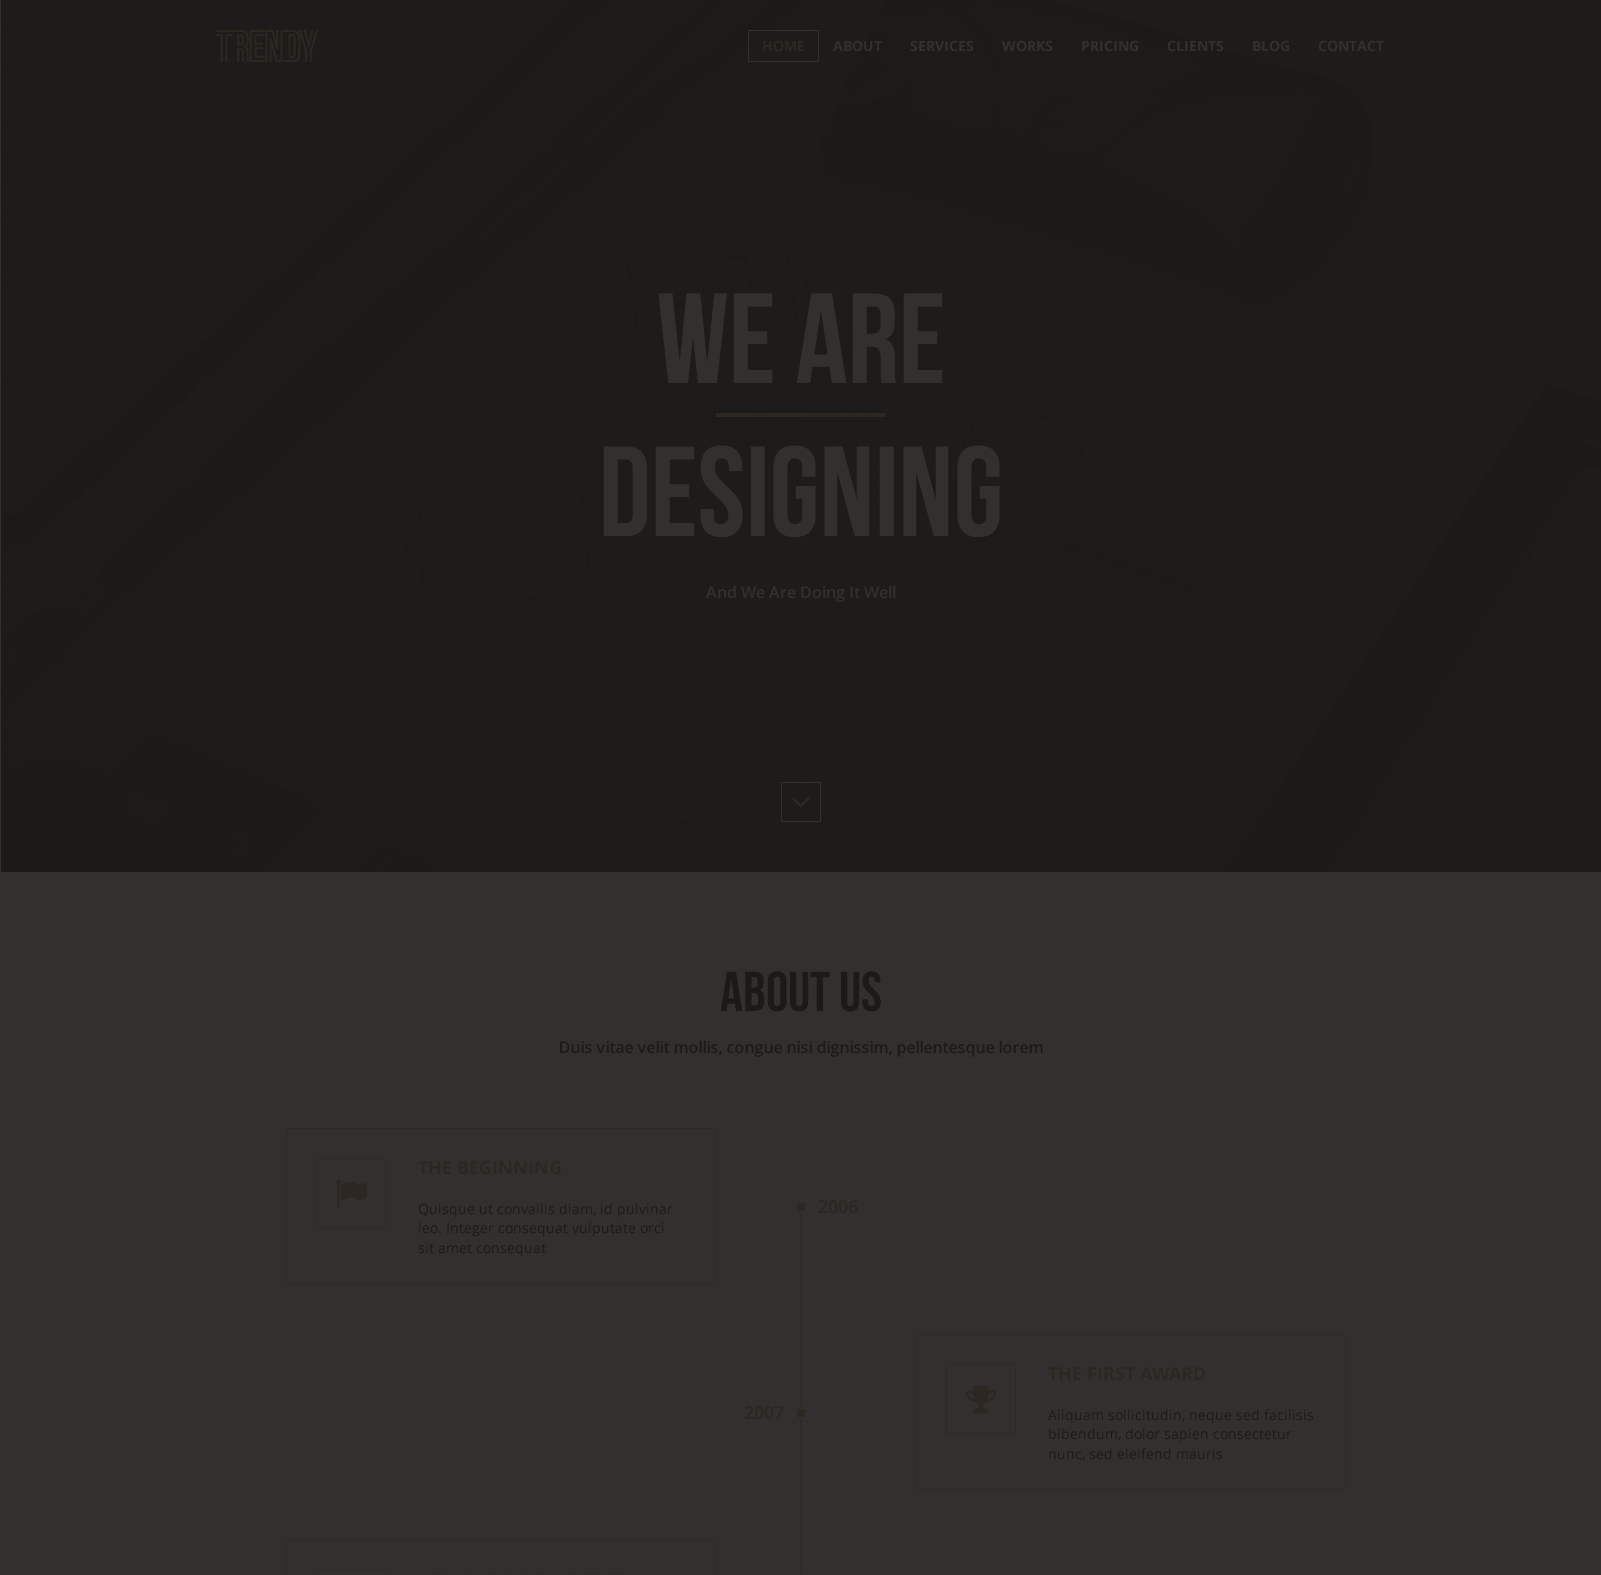 TRENDY
HOME ABOUT SERVICES WORKS PRICING CLIENTS BLOG CONTACT
WE ARE
DESIGNING
And We Are Doing It Well
ABOUT US
Duis vitae velit mollis, congue nisi dignissim, pellentesque lorem
THE BEGINNING
Quisque ut convallis diam, id pulvinar
leo. Integer consequat vulputate orci
sit amet consequat
2006
2007
THE FIRST AWARD
Aliquam sollicitudin, neque sed facilisis
bibendum, dolor sapien consectetur
nunc, sed eleifend mauris